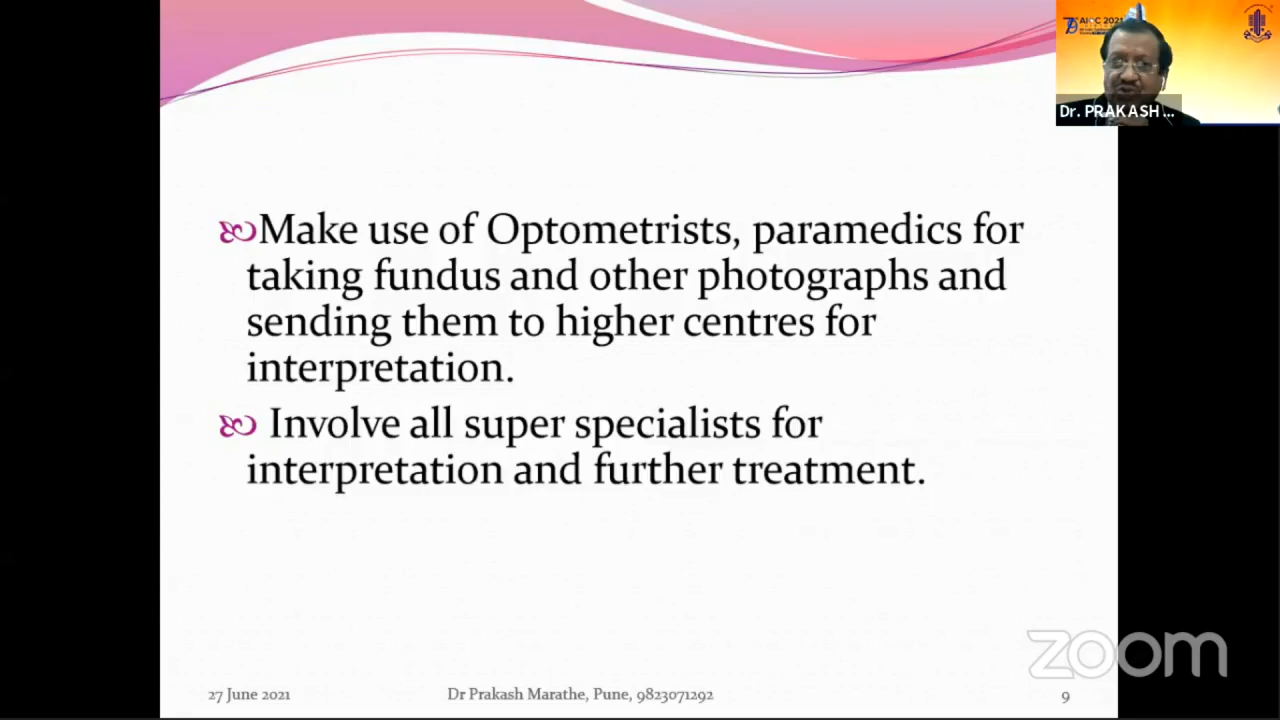 AIOC 2021
Dr. PRAKASH ...
Make use of Optometrists, paramedics for
taking fundus and other photographs and
sending them to higher centres for
interpretation.
Involve all super specialists for
interpretation and further treatment.
zoom
27 June 2021
Dr Prakash Marathe, Pune, 9823071292
9